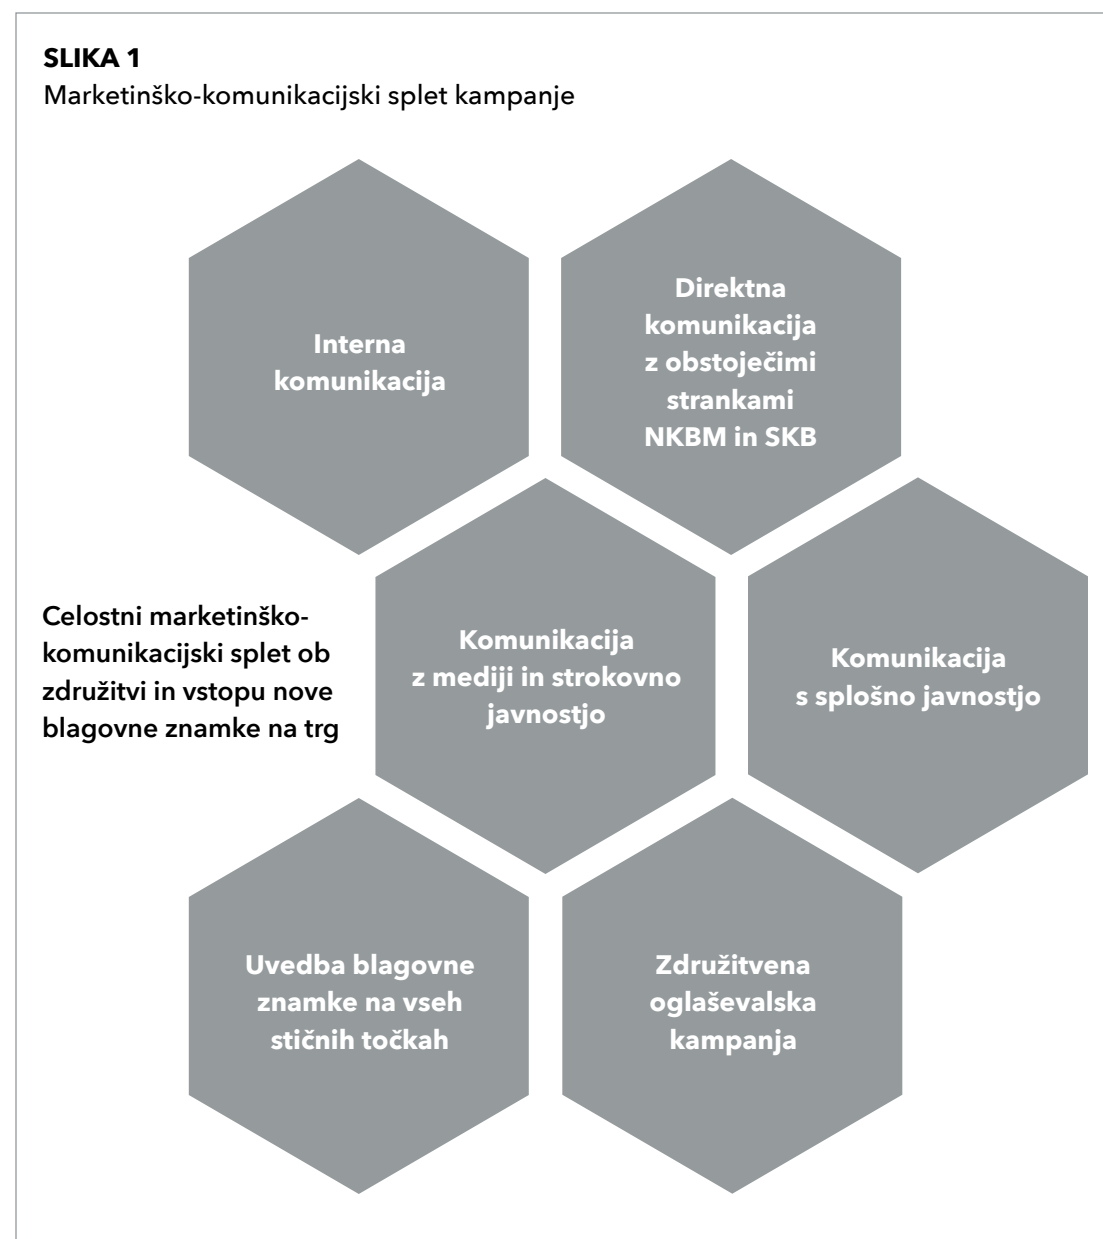 SLIKA 1
Marketinško-komunikacijski splet kampanje
Interna
komunikacija
Direktna
komunikacija
z obstoječimi
strankami
NKBM in SKB
Celostni marketinško-
komunikacijski splet ob
združitvi in vstopu nove
blagovne znamke na trg
Komunikacija
z mediji in strokovno
javnostjo
Komunikacija
s splošno javnostjo
Uvedba blagovne
znamke na vseh
stičnih točkah
Združitvena
oglaševalska
kampanja